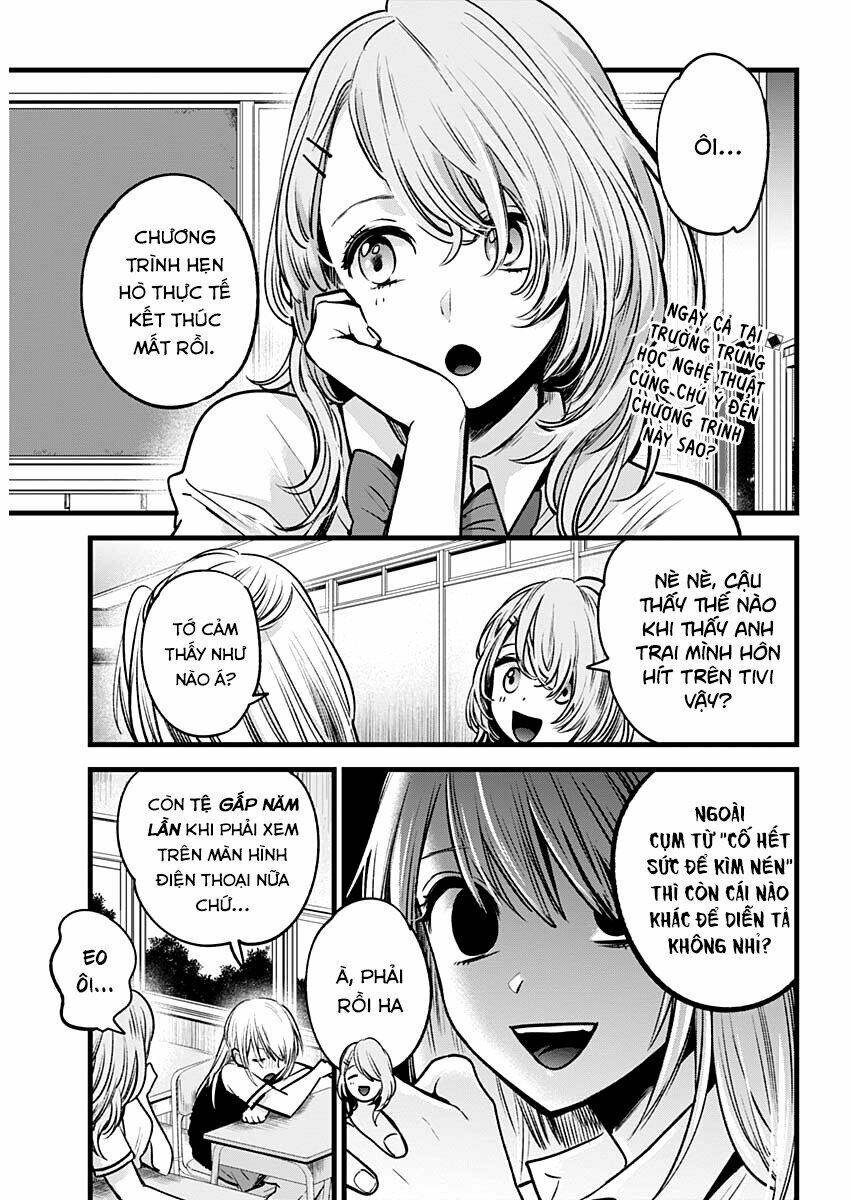 ÔI...
NGAY CẢ TẠI
TRƯỜNG TRUNG
HỌC NGHỆ THUẬT
CŨNG CHÚ Ý ĐẾN
CHƯƠNG TRÌNH
NÀY SAO?
CHƯƠNG
TRÌNH HẸN
HÒ THỰC TẾ
KẾT THÚC
MẤT RỒI.
NÈ NÈ, CẬU
THẤY THẾ NÀO
KHI THẤY ANH
TRAI MÌNH HÔN
HÍT TRÊN TIVI
VẬY?
TỚ CẢM
THẤY NHƯ
NÀO Á?
NGOÀI
CỤM TỪ "CỐ HẾT
SỨC ĐỂ KÌM NÉN"
THÌ CÒN CÁI NÀO
KHÁC ĐỂ DIỄN TẢ
KHÔNG NHỈ?
À, PHẢI
RỒI HA
CÒN TỆ GẤP NĂM
LẦN KHI PHẢI XEM
TRÊN MÀN HÌNH
ĐIỆN THOẠI NỮA
CHỨ...
EO
ÔI...